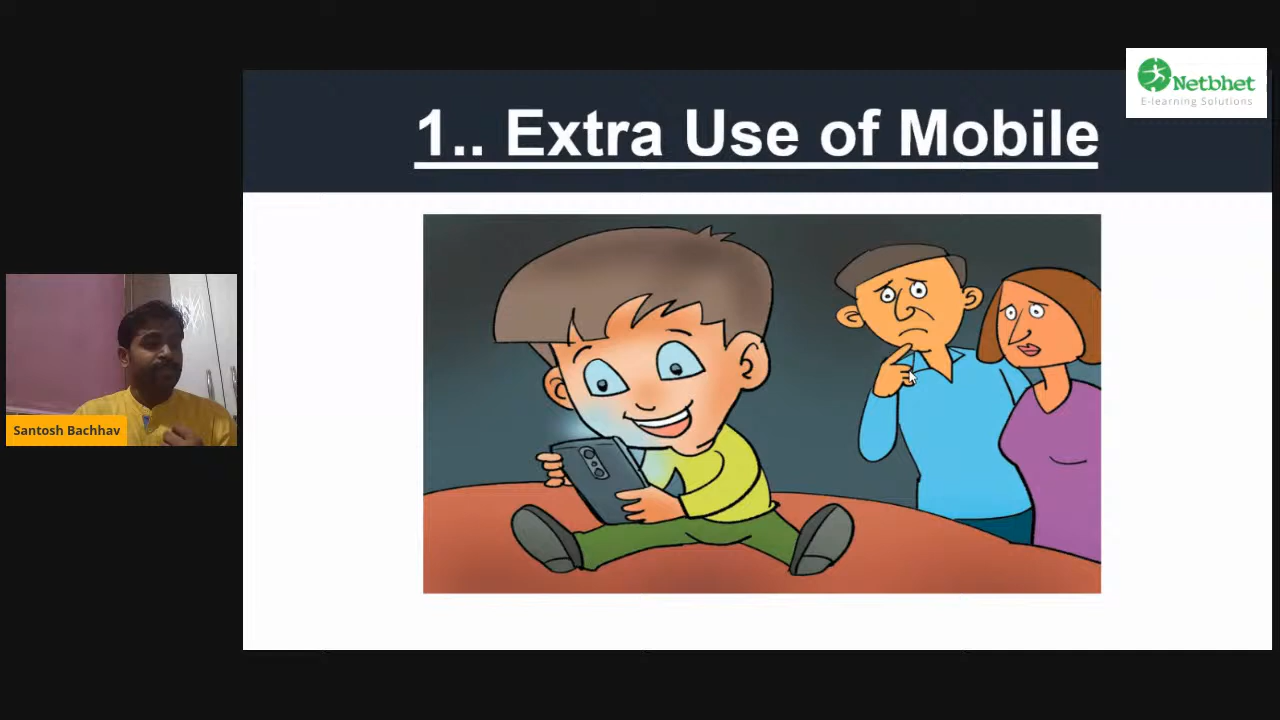 Netbhet
E-learning Solutions
1.. Extra Use of Mobile
Santosh Bachhav